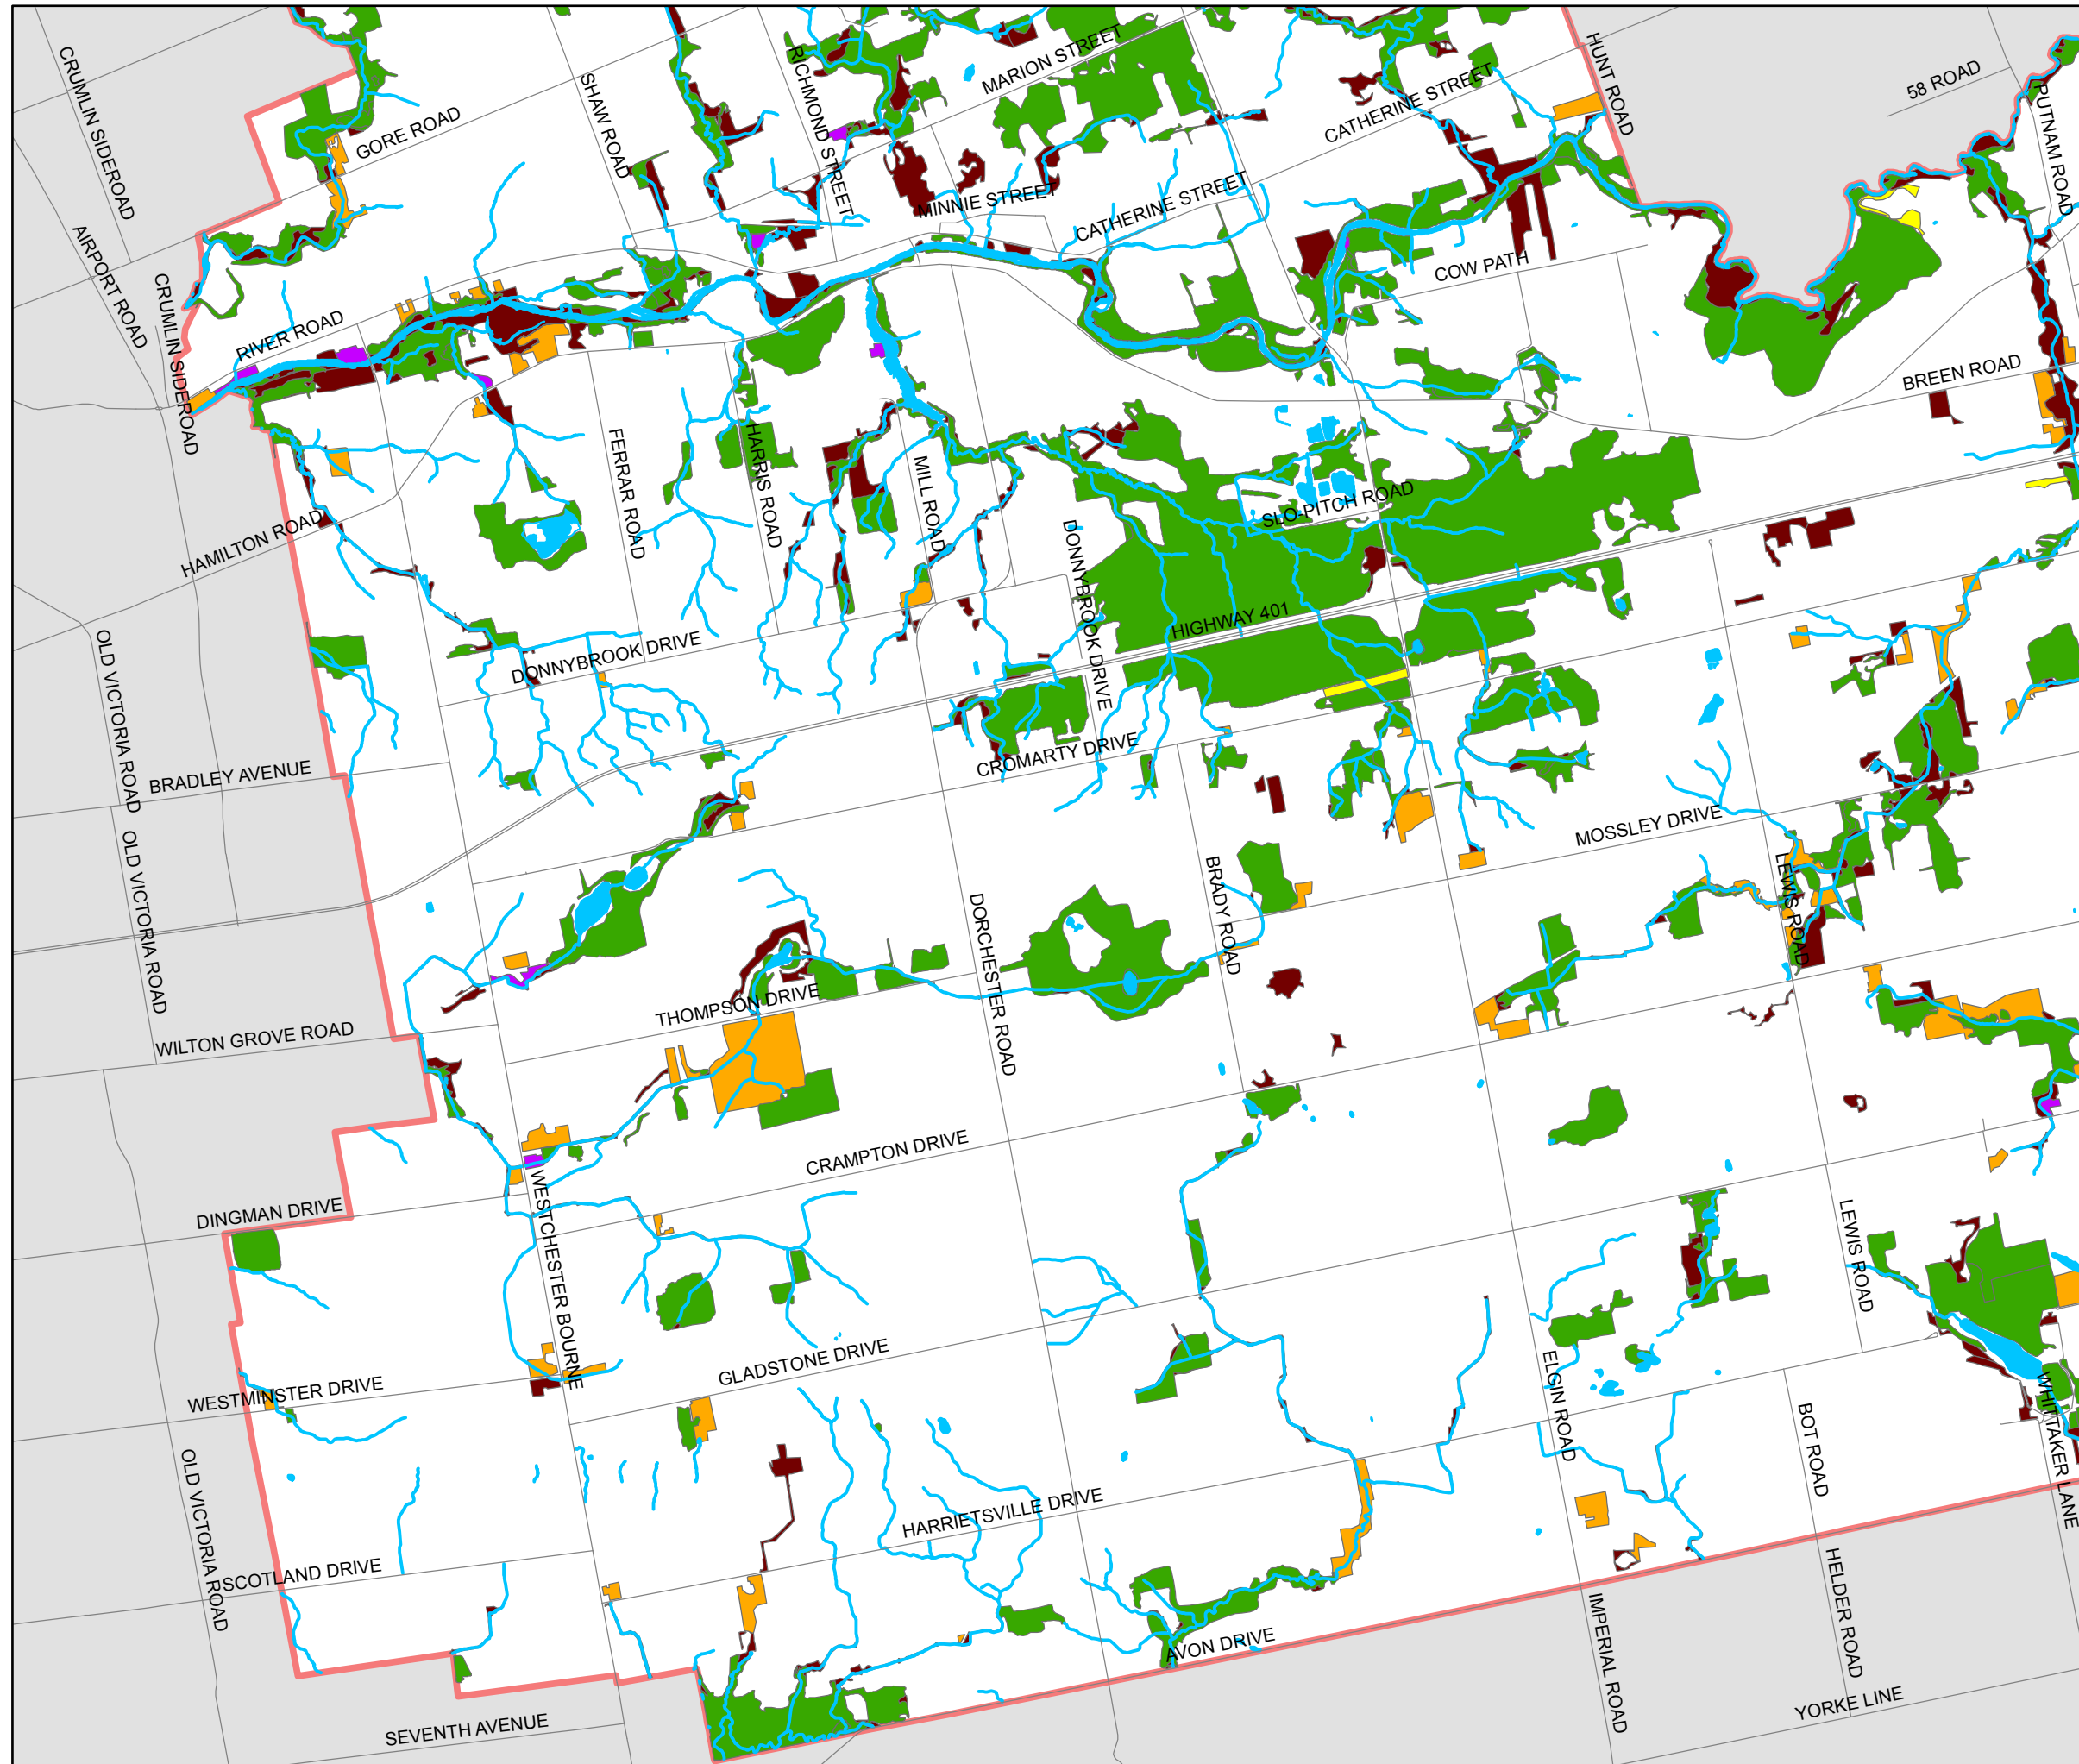 CRUMLIN SIDEROAD
GORE ROAD
SHAW ROAD
RICHMOND STREET
MARION STREET
CATHERINE STREET
HUNT ROAD
58 ROAD
PUTNAM ROAD
AIRPORT ROAD
MINNIE STREET
CATHERINE STREET
COW PATH
CRUMLIN SIDEROAD
RIVER ROAD
BREEN ROAD
HAMILTON ROAD
FERRAR ROAD
HARRIS ROAD
MILL ROAD
SLO-PITCH ROAD
DONNYBROOK DRIVE
HIGHWAY 401
DONNYBROOK DRIVE
OLD VICTORIA ROAD
BRADLEY AVENUE
CROMARTY DRIVE
MOSSLEY DRIVE
OLD VICTORIA ROAD
BRADY ROAD
LEWIS ROAD
DORCHESTER ROAD
THOMPSON DRIVE
WILTON GROVE ROAD
CRAMPTON DRIVE
DINGMAN DRIVE
WESTCHESTER BOURNE
LEWIS ROAD
GLADSTONE DRIVE
WESTMINSTER DRIVE
ELGIN ROAD
BOT ROAD
WHITTAKER LANE
OLD VICTORIA ROAD
HARRIETSVILLE DRIVE
SCOTLAND DRIVE
HELDER ROAD
IMPERIAL ROAD
AVON DRIVE
YORKE LINE
SEVENTH AVENUE